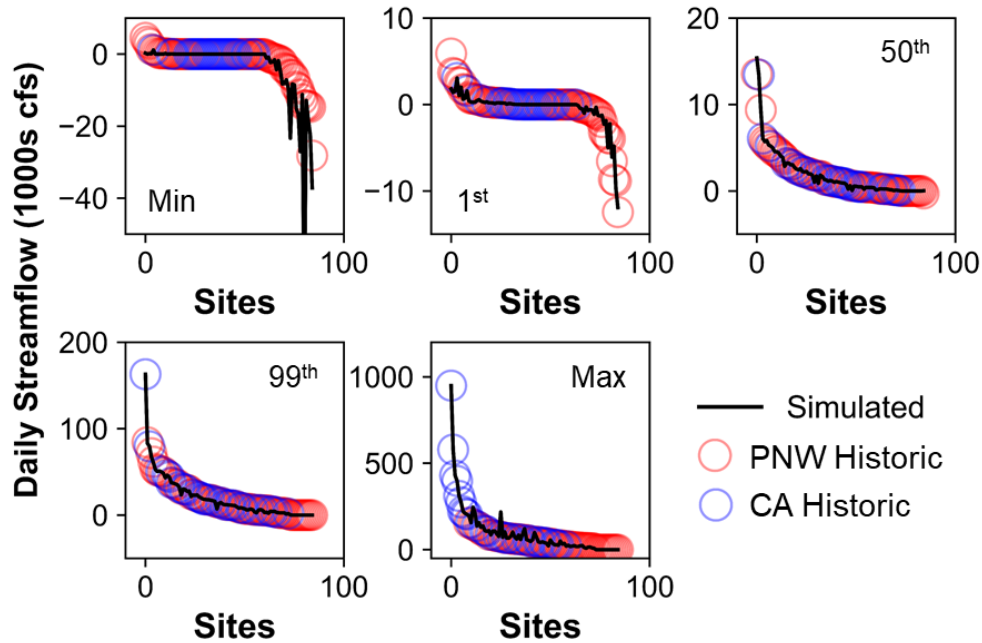 Daily Streamflow (1000s cfs)
0
−20
−40
Min
0
100
Sites
10
0
−10
1st
0
100
Sites
20
10
0
50th
0
100
Sites
200
100
0
99th
0
100
Sites
1000
500
0
Max
0
100
Sites
Simulated
PNW Historic
CA Historic